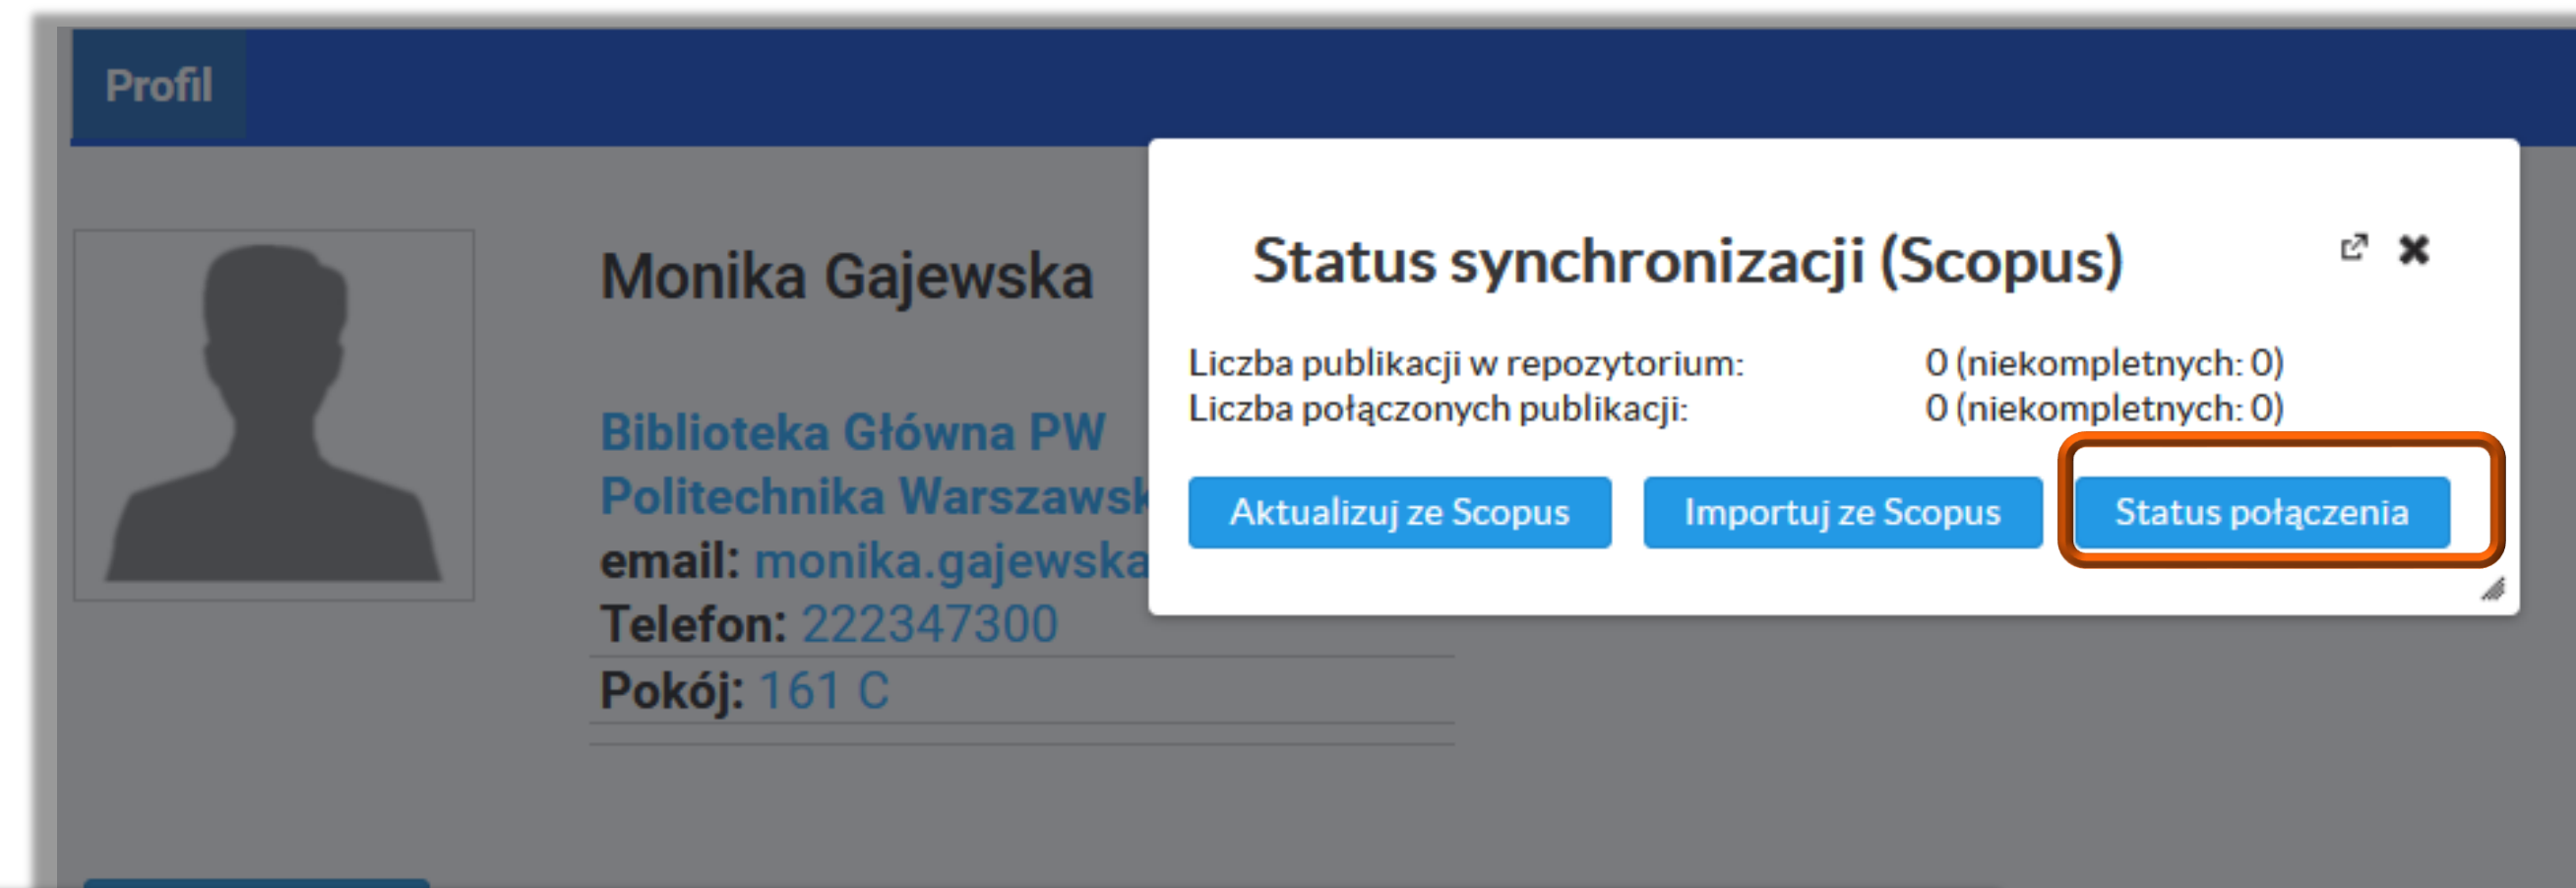 Profil
Monika Gajewska
Biblioteka Główna PW
Politechnika Warszawsk
email: monika.gajewska
Telefon: 222347300
Pokój: 161 C
Status synchronizacji (Scopus)
Liczba publikacji w repozytorium: 0 (niekompletnych: 0)
Liczba połączonych publikacji: 0 (niekompletnych: 0)
Aktualizuj ze Scopus Importuj ze Scopus Status połączenia